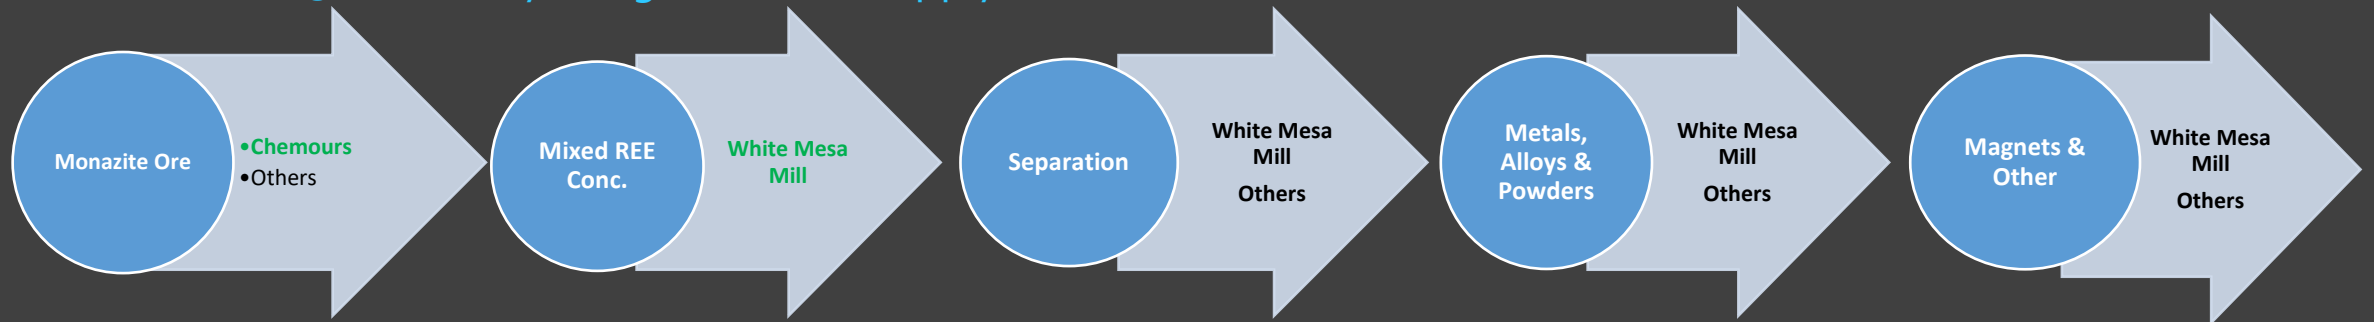 Monazite Ore
•Chemours
•Others
Mixed REE
Conc.
White Mesa
Mill
Separation
White Mesa
Mill
Others
Metals,
Alloys &
Powders
White Mesa
Mill
Others
Magnets &
Other
White Mesa
Mill
Others